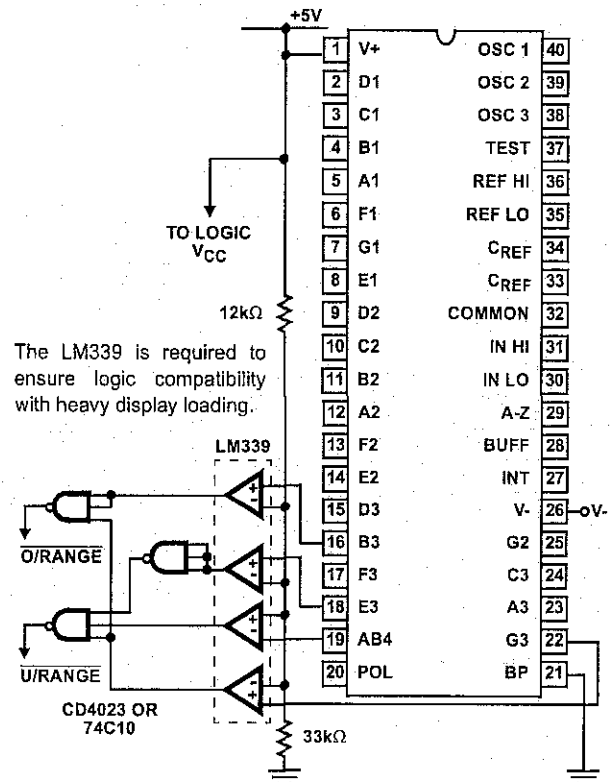 +5V
1 V+ OSC 1 40
2 D1 OSC 2 39
3 C1 OSC 3 38
4 B1 TEST 37
5 A1 REF HI 36
6 F1 REF LO 35
7 G1 CREF 34
8 E1 CREF 33
9 D2 COMMON 32
10 C2 IN HI 31
11 B2 IN LO 30
12 A2 A-Z 29
13 F2 BUFF 28
14 E2 INT 27
15 D3 V- 26 V-
16 B3 G2 25
17 F3 C3 24
18 E3 A3 23
19 AB4 G3 22
20 POL BP 21
TO LOGIC
VCC
12kΩ
The LM339 is required to
ensure logic compatibility
with heavy display loading.
LM339
+
-
+
-
+
-
+
-
O/RANGE
U/RANGE
CD4023 OR
74C10
33kΩ